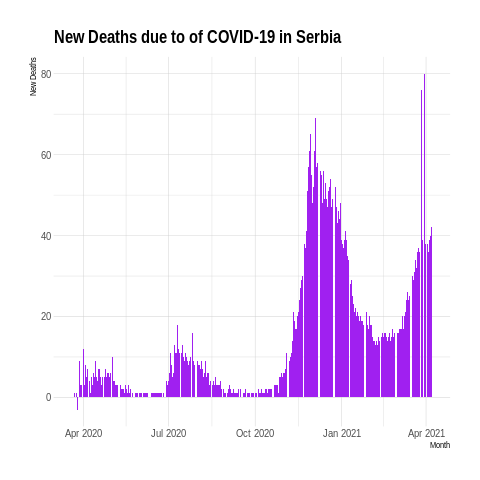 New Deaths due to of COVID-19 in Serbia
New Deaths
80
60
40
20
0
Apr 2020 Jul 2020 Oct 2020 Jan 2021 Apr 2021
Month